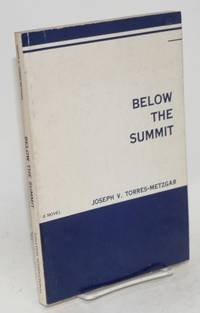 BELOW
THE
SUMMIT
JOSEPH V. TORRES-METZGAR
A NOVEL
BELOW THE SUMMIT